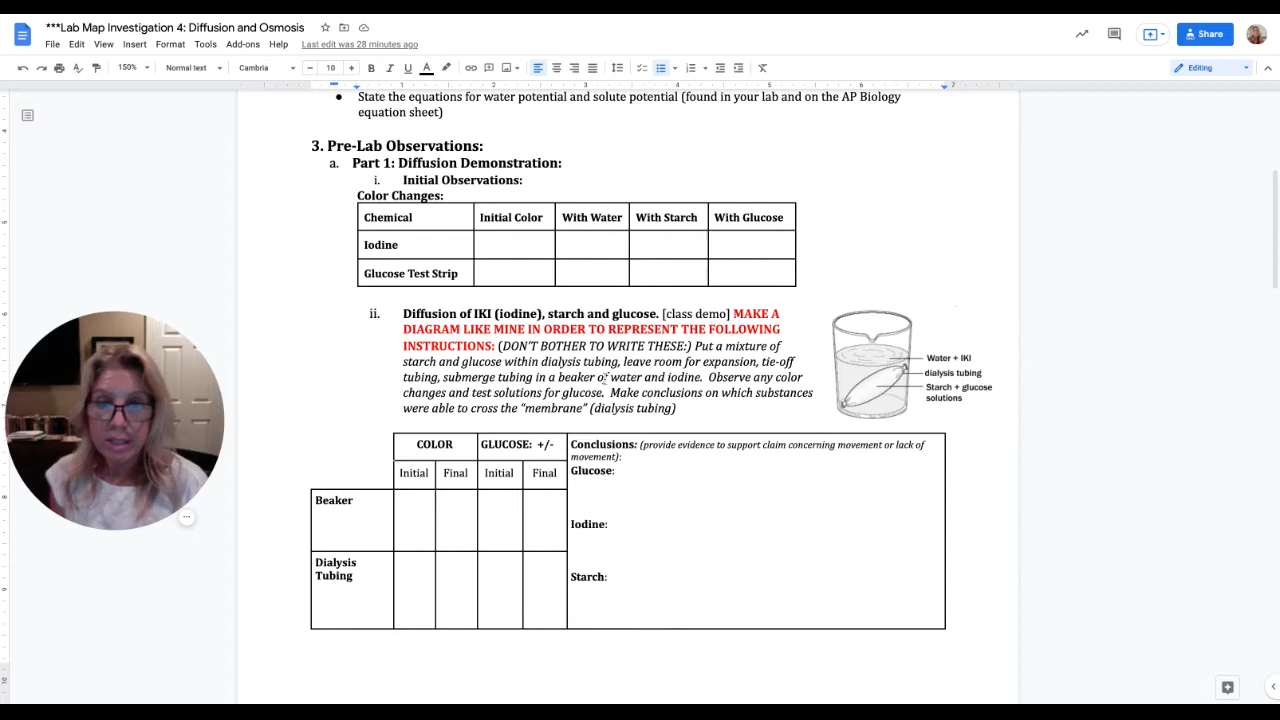 ***Lab Map Investigation 4: Diffusion and Osmosis
File Edit View Insert Format Tools Add-ons Help Last edit was 28 minutes ago
Share
150% Normal text Cambria 10 B I U A Editing
1 2 3 4 5 6 7
State the equations for water potential and solute potential (found in your lab and on the AP Biology
equation sheet)
3. Pre-Lab Observations:
a. Part 1: Diffusion Demonstration:
i. Initial Observations:
Color Changes:
Chemical Initial Color With Water With Starch With Glucose
Iodine
Glucose Test Strip
ii. Diffusion of IKI (iodine), starch and glucose. [class demo] MAKE A
DIAGRAM LIKE MINE IN ORDER TO REPRESENT THE FOLLOWING
INSTRUCTIONS: (DON'T BOTHER TO WRITE THESE:) Put a mixture of
starch and glucose within dialysis tubing, leave room for expansion, tie-off
tubing, submerge tubing in a beaker of water and iodine. Observe any color
changes and test solutions for glucose. Make conclusions on which substances
were able to cross the "membrane" (dialysis tubing)
Water + IKI
dialysis tubing
Starch + glucose
solutions
COLOR GLUCOSE: +/- Conclusions: (provide evidence to support claim concerning movement or lack of
movement):
Initial Final Initial Final Glucose:
Beaker
Iodine:
Dialysis
Tubing
Starch: